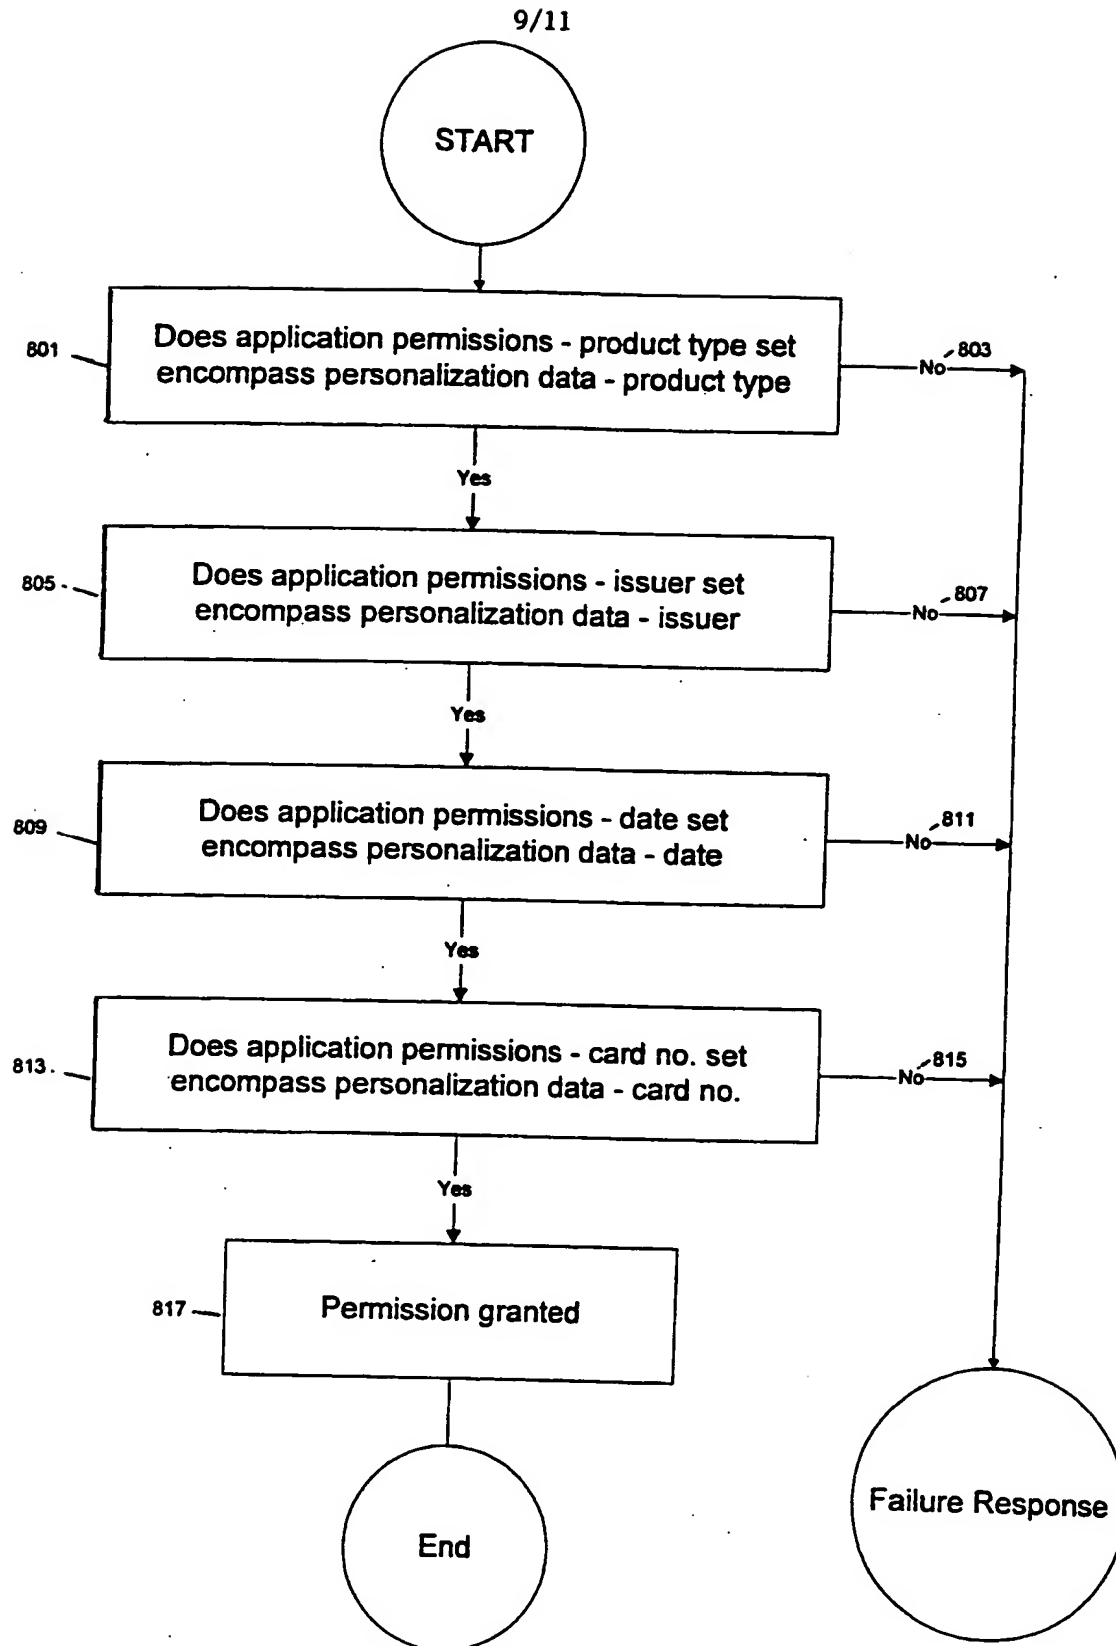 9/11
START
801
Does application permissions - product type set
encompass personalization data - product type
No
803
Yes
805
Does application permissions - issuer set
encompass personalization data - issuer
No
807
Yes
809
Does application permissions - date set
encompass personalization data - date
No
811
Yes
813
Does application permissions - card no. set
encompass personalization data - card no.
No
815
Yes
817
Permission granted
End
Failure Response